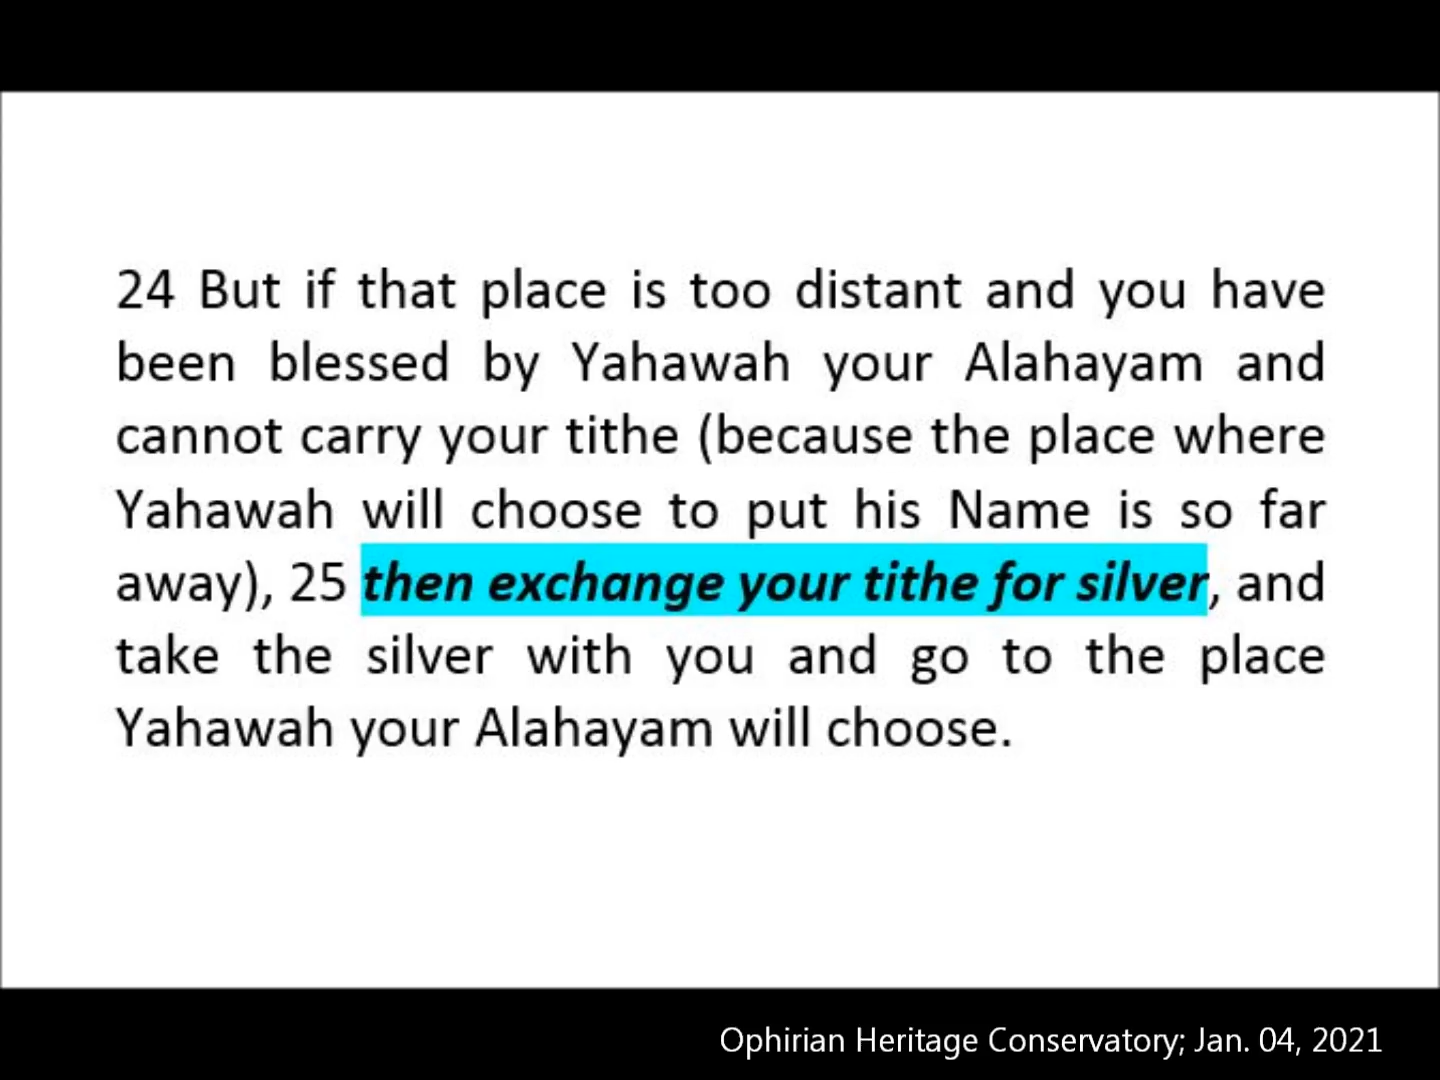 24 But if that place is too distant and you have
been blessed by Yahawah your Alahayam and
cannot carry your tithe (because the place where
Yahawah will choose to put his Name is so far
away), 25 then exchange your tithe for silver, and
take the silver with you and go to the place
Yahawah your Alahayam will choose.
Ophirian Heritage Conservatory; Jan. 04, 2021